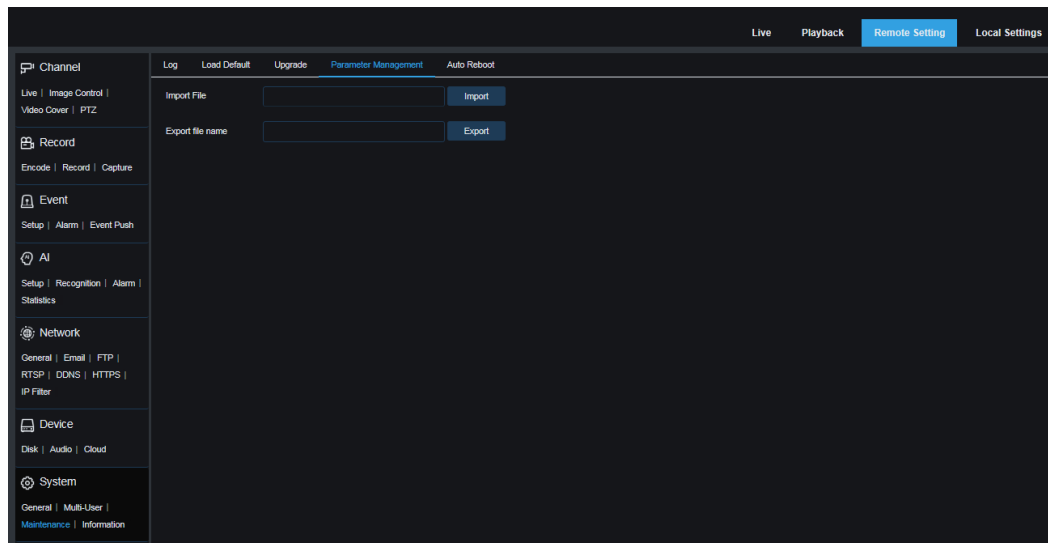 Live Playback Remote Setting Local Settings
Channel
Live | Image Control |
Video Cover | PTZ
Record
Encode | Record | Capture
Event
Setup | Alarm | Event Push
AI
Setup | Recognition | Alarm |
Statistics
Network
General | Email | FTP |
RTSP | DDNS | HTTPS |
IP Filter
Device
Disk | Audio | Cloud
System
General | Multi-User |
Maintenance | Information
Log Load Default Upgrade Parameter Management Auto Reboot
Import File Import
Export file name Export